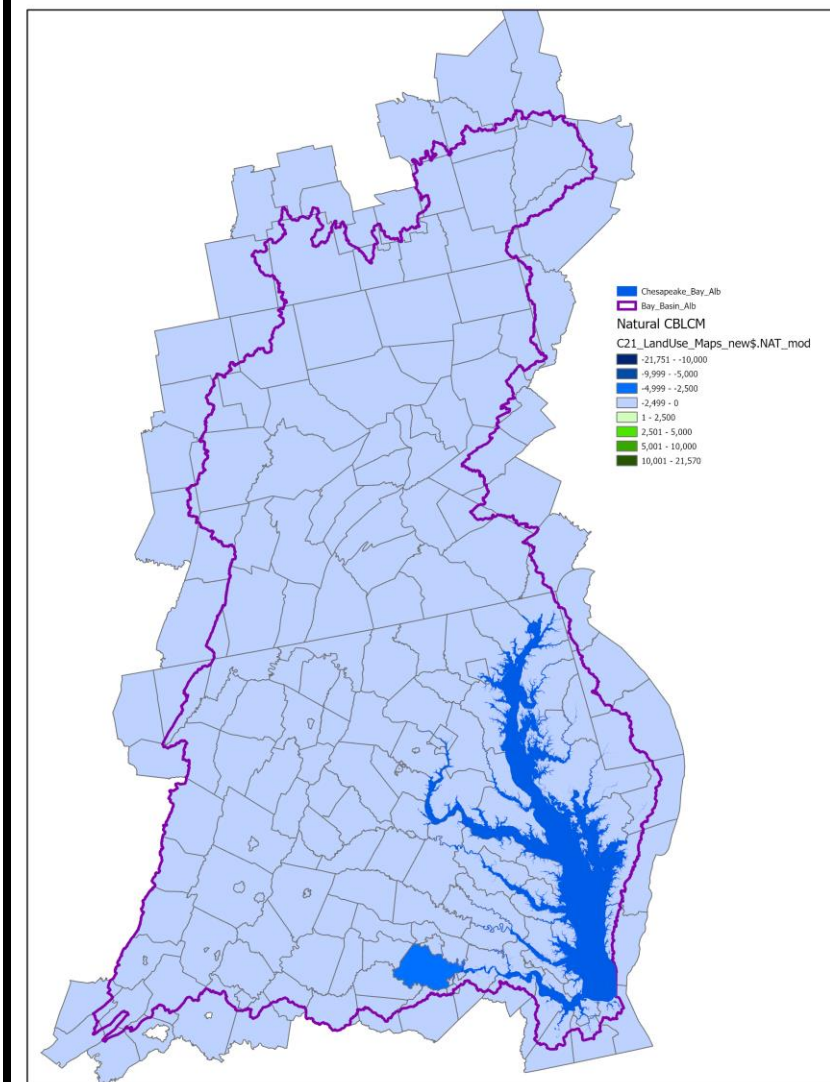 Chesapeake_Bay_Alb
Bay_Basin_Alb
Natural CBLCM
C21_LandUse_Maps_new$.NAT_mod
-21,751 - -10,000
-9,999 - -5,000
-4,999 - -2,500
-2,499 - 0
1 - 2,500
2,501 - 5,000
5,001 - 10,000
10,001 - 21,570